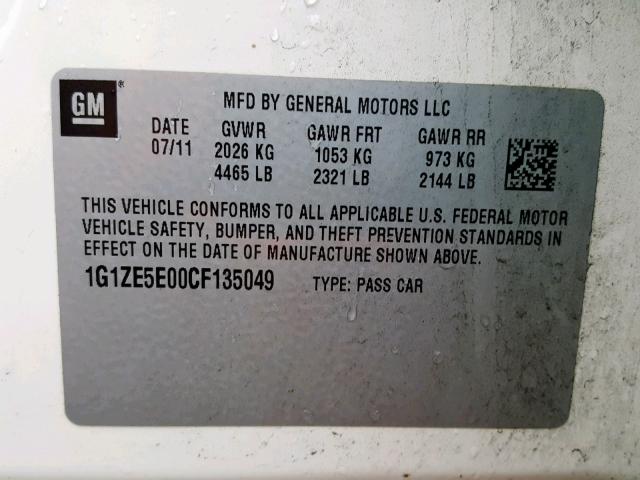 GM
MFD BY GENERAL MOTORS LLC
DATE GVWR GAWR FRT GAWR RR
07/11 2026 KG 1053 KG 973 KG
4465 LB 2321 LB 2144 LB
THIS VEHICLE CONFORMS TO ALL APPLICABLE U.S. FEDERAL MOTOR
VEHICLE SAFETY, BUMPER, AND THEFT PREVENTION STANDARDS IN
EFFECT ON THE DATE OF MANUFACTURE SHOWN ABOVE.
1G1ZE5E00CF135049 TYPE: PASS CAR